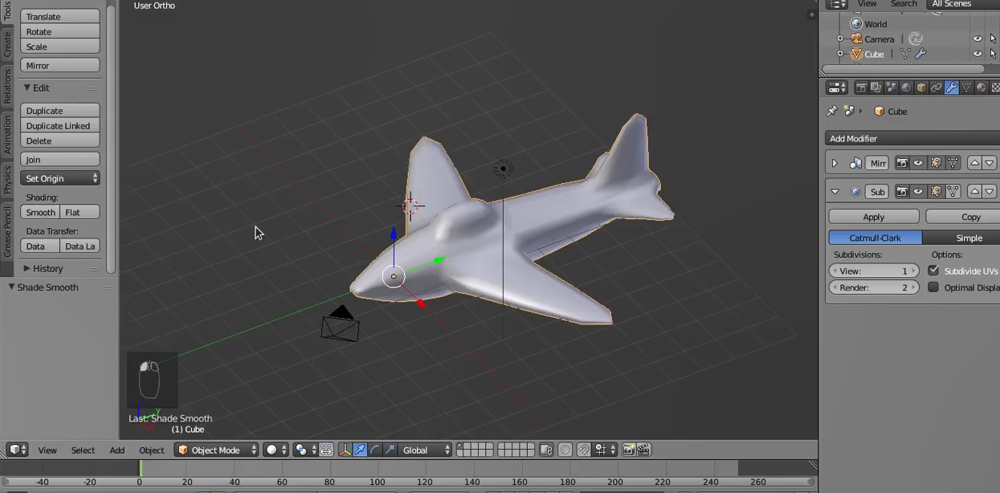 User Ortho
Tools
Create
Relations
Animation
Physics
Grease Pencil
Translate
Rotate
Scale
Mirror
Edit
Duplicate
Duplicate Linked
Delete
Join
Set Origin
Shading:
Smooth Flat
Data Transfer:
Data Data La
History
Shade Smooth
Last: Shade Smooth
(1) Cube
View Select Add Object Object Mode Global
-40 -20 0 20 40 60 80 100 120 140 160 180 200 220 240 260
View Search All Scenes
World
Camera
Cube
Cube
Add Modifier
Mirr
Sub
Apply Copy
Catmull-Clark Simple
Subdivisions: Options:
View: 1 Subdivide UVs
Render: 2 Optimal Displa